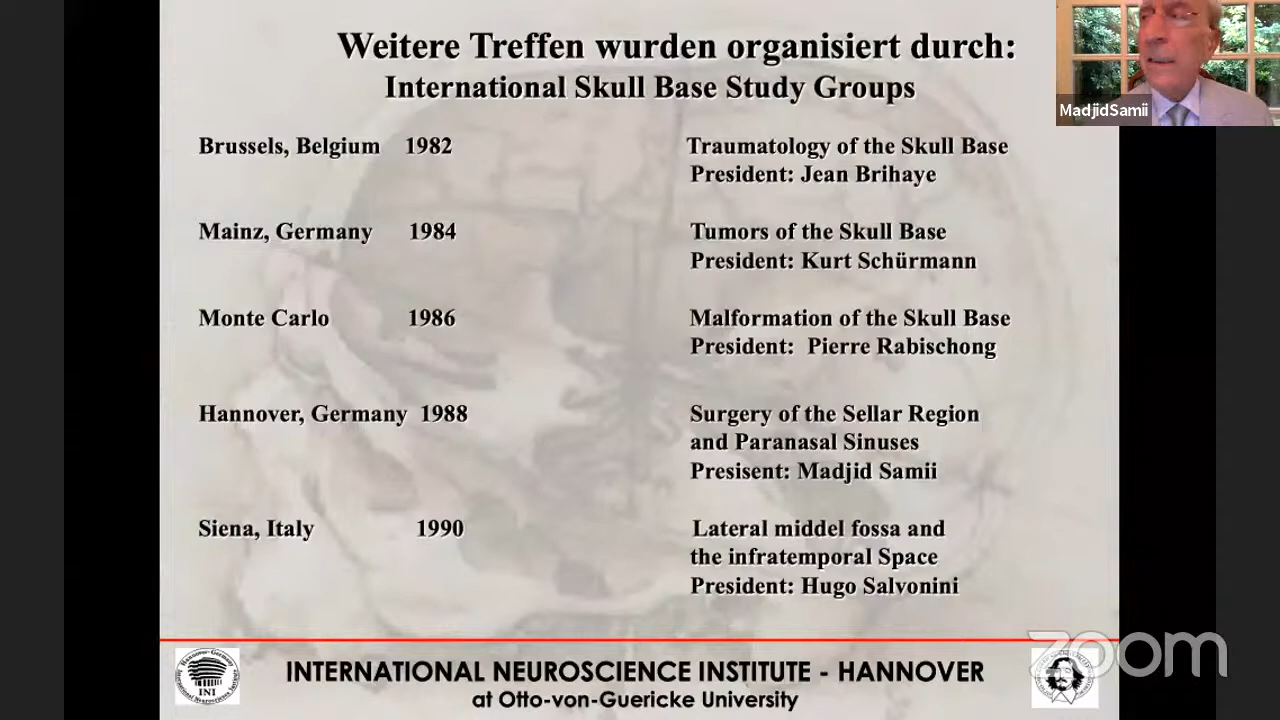 Weitere Treffen wurden organisiert durch:
International Skull Base Study Groups
MadjidSamii
Brussels, Belgium 1982
Traumatology of the Skull Base
President: Jean Brihaye
Mainz, Germany 1984
Tumors of the Skull Base
President: Kurt Schürmann
Monte Carlo 1986
Malformation of the Skull Base
President: Pierre Rabischong
Hannover, Germany 1988
Surgery of the Sellar Region
and Paranasal Sinuses
Presisent: Madjid Samii
Siena, Italy 1990
Lateral middel fossa and
the infratemporal Space
President: Hugo Salvonini
INTERNATIONAL NEUROSCIENCE INSTITUTE - HANNOVER
at Otto-von-Guericke University
INI
zoom